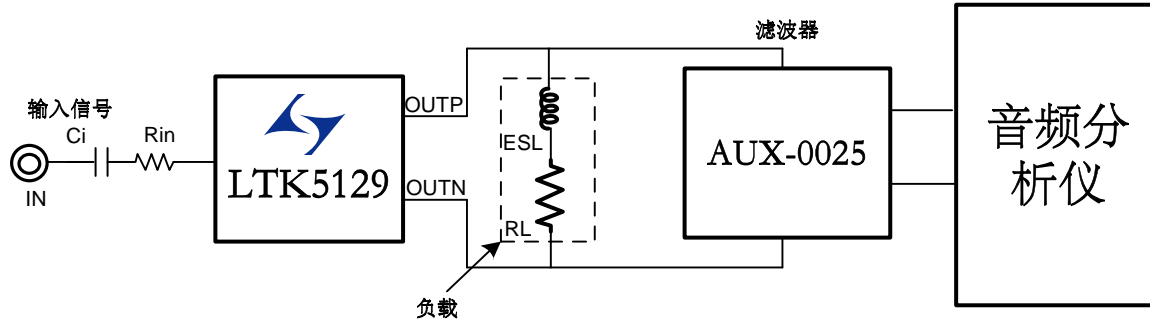 滤波器
输入信号
Ci
Rin
IN
LTK5129
OUTP
OUTN
ESL
RL
负载
AUX-0025
音频分
析仪